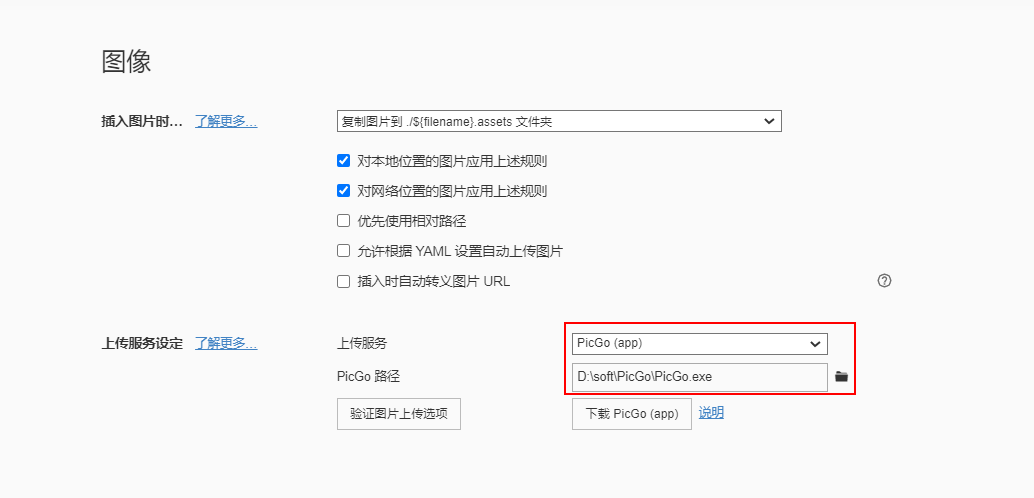 图像
插入图片时... 了解更多... 复制图片到 ./${filename}.assets 文件夹
对本地位置的图片应用上述规则
对网络位置的图片应用上述规则
优先使用相对路径
允许根据 YAML 设置自动上传图片
插入时自动转义图片 URL
上传服务设定 了解更多... 上传服务 PicGo (app)
PicGo 路径 D:\soft\PicGo\PicGo.exe
验证图片上传选项 下载 PicGo (app) 说明